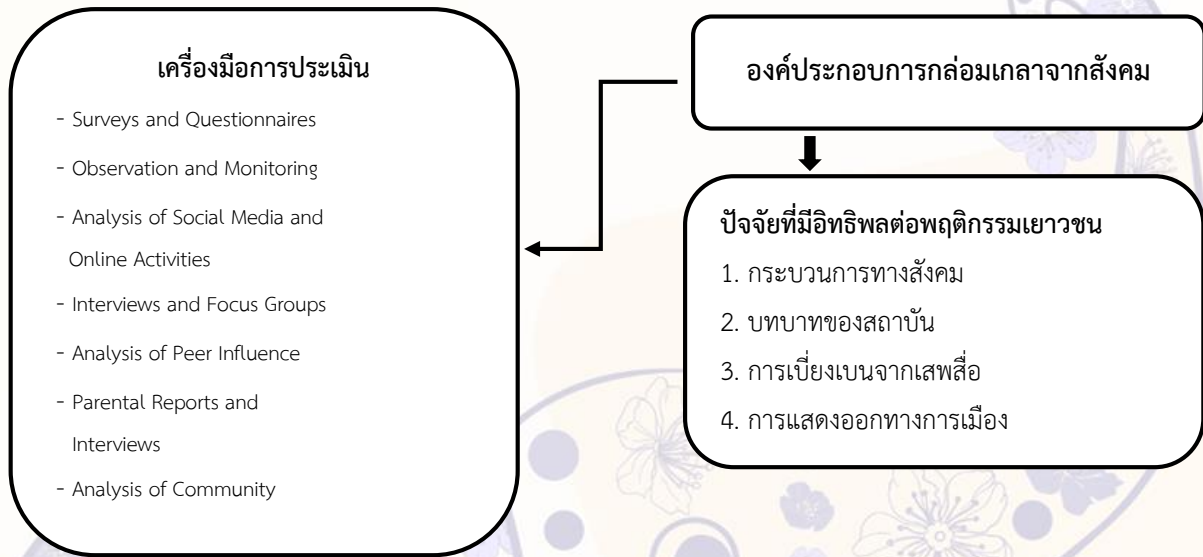 เครื่องมือการประเมิน
- Surveys and Questionnaires
- Observation and Monitoring
- Analysis of Social Media and
Online Activities
- Interviews and Focus Groups
- Analysis of Peer Influence
- Parental Reports and
Interviews
- Analysis of Community
องค์ประกอบการกล่อมเกลาจากสังคม
ปัจจัยที่มีอิทธิพลต่อพฤติกรรมเยาวชน
1. กระบวนการทางสังคม
2. บทบาทของสถาบัน
3. การเบี่ยงเบนจากเสพสื่อ
4. การแสดงออกทางการเมือง